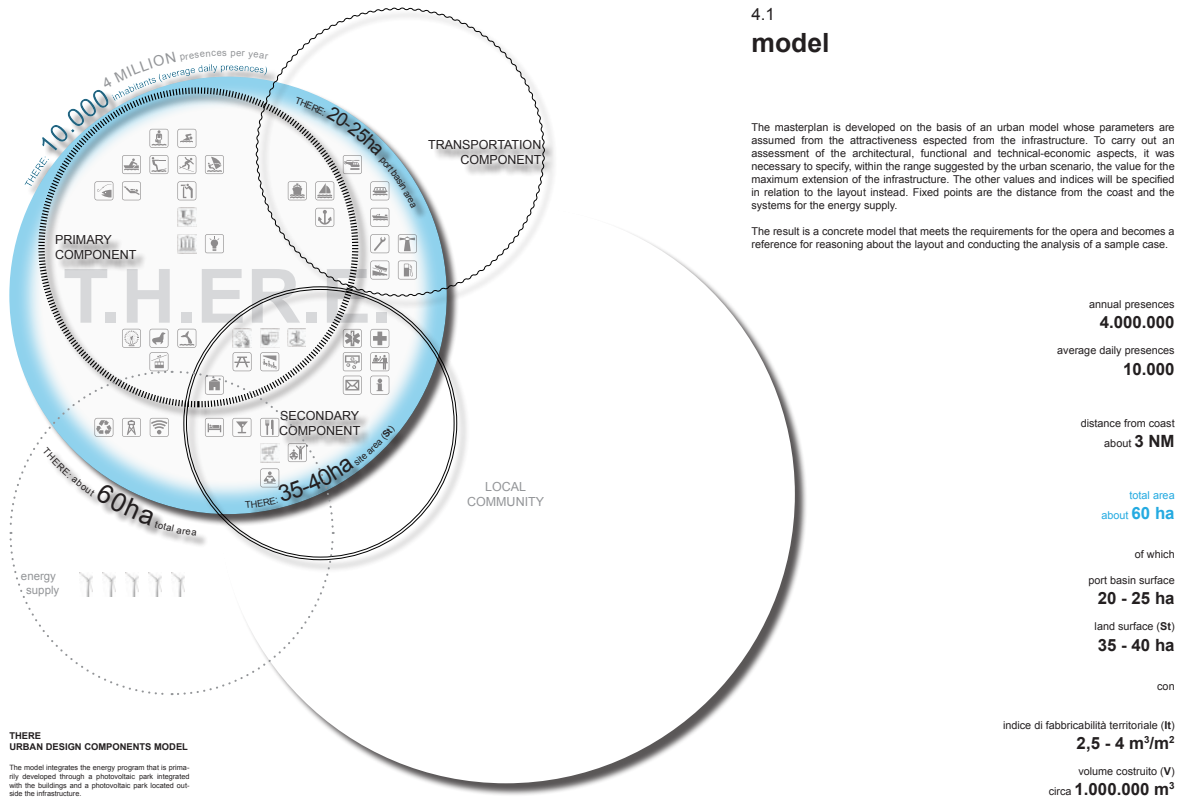 4.1
model
The masterplan is developed on the basis of an urban model whose parameters are
assumed from the attractiveness espected from the infrastructure. To carry out an
assessment of the architectural, functional and technical-economic aspects, it was
necessary to specify, within the range suggested by the urban scenario, the value for the
maximum extension of the infrastructure. The other values and indices will be specified
in relation to the layout instead. Fixed points are the distance from the coast and the
systems for the energy supply.
The result is a concrete model that meets the requirements for the opera and becomes a
reference for reasoning about the layout and conducting the analysis of a sample case.
4 MILLION presences per year
THERE: 10.000 inhabitants (average daily presences)
THERE: 20-25ha port basin area
TRANSPORTATION
COMPONENT
PRIMARY
COMPONENT
T.H.ER.E.
SECONDARY
COMPONENT
THERE: 35-40ha site area (St)
THERE: about 60ha total area
LOCAL
COMMUNITY
energy
supply
annual presences
4.000.000
average daily presences
10.000
distance from coast
about 3 NM
total area
about 60 ha
of which
port basin surface
20 - 25 ha
land surface (St)
35 - 40 ha
con
indice di fabbricabilità territoriale (It)
2,5 - 4 m³/m²
volume costruito (V)
circa 1.000.000 m³
THERE
URBAN DESIGN COMPONENTS MODEL
The model integrates the energy program that is prima-
rily developed through a photovoltaic park integrated
with the buildings and a photovoltaic park located out-
side the infrastructure.